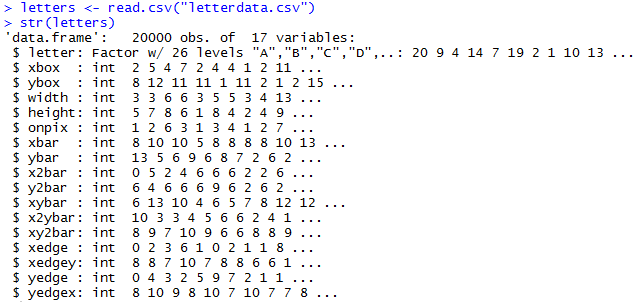 > letters <- read.csv("letterdata.csv")
> str(letters)
'data.frame':   20000 obs. of  17 variables:
 $ letter: Factor w/ 26 levels "A","B","C","D",..: 20 9 4 14 7 19 2 1 10 13 ...
 $ xbox  : int  2 5 4 7 2 4 4 1 2 11 ...
 $ ybox  : int  8 12 11 11 1 11 2 1 2 15 ...
 $ width : int  3 3 6 6 3 5 5 3 4 13 ...
 $ height: int  5 7 8 6 1 8 4 2 4 9 ...
 $ onpix : int  1 2 6 3 1 3 4 1 2 7 ...
 $ xbar  : int  8 10 10 5 8 8 8 8 10 13 ...
 $ ybar  : int  13 5 6 9 6 8 7 2 6 2 ...
 $ x2bar : int  0 5 2 4 6 6 6 2 2 6 ...
 $ y2bar : int  6 4 6 6 6 9 6 2 6 2 ...
 $ xybar : int  6 13 10 4 6 5 7 8 12 12 ...
 $ x2ybar: int  10 3 3 4 5 6 6 2 4 1 ...
 $ xy2bar: int  8 9 7 10 9 6 6 8 8 9 ...
 $ xedge : int  0 2 3 6 1 0 2 1 1 8 ...
 $ xedgey: int  8 8 7 10 7 8 8 6 6 1 ...
 $ yedge : int  0 4 3 2 5 9 7 2 1 1 ...
 $ yedgex: int  8 10 9 8 10 7 10 7 7 8 ...